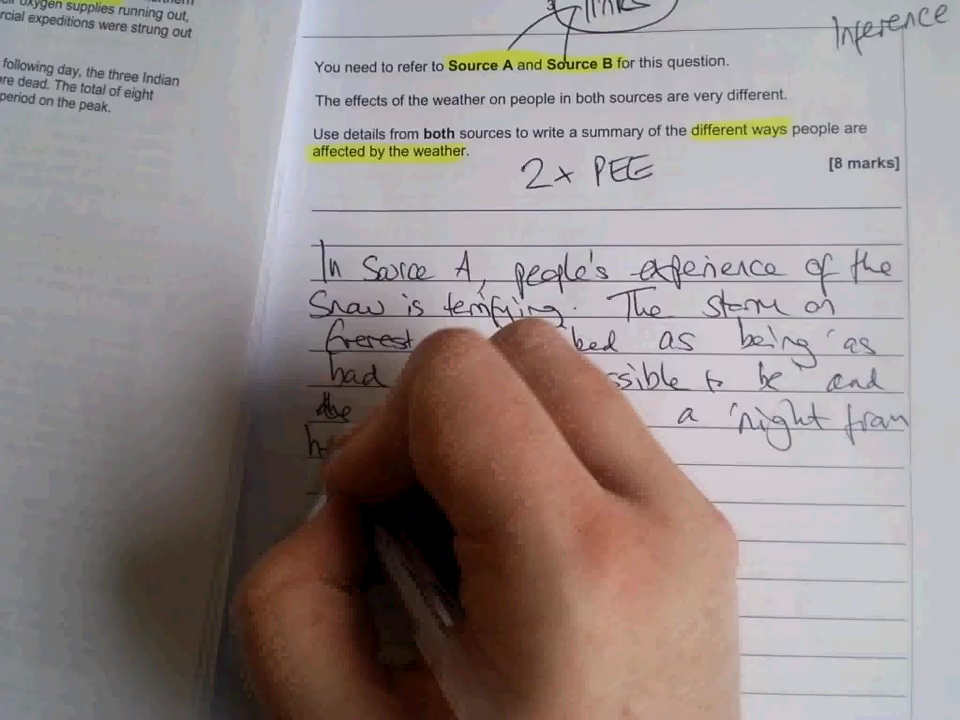 oxygen supplies running out,
rcial expeditions were strung out
following day, the three Indian
re dead. The total of eight
period on the peak.
links
Inference
You need to refer to Source A and Source B for this question.
The effects of the weather on people in both sources are very different.
Use details from both sources to write a summary of the different ways people are
affected by the weather.
[8 marks]
2x PEE
In Source A, people's experience of the
Snow is terrifying. The storm on
Everest bed as being 'as
bad ssible to be' and
the a 'night from